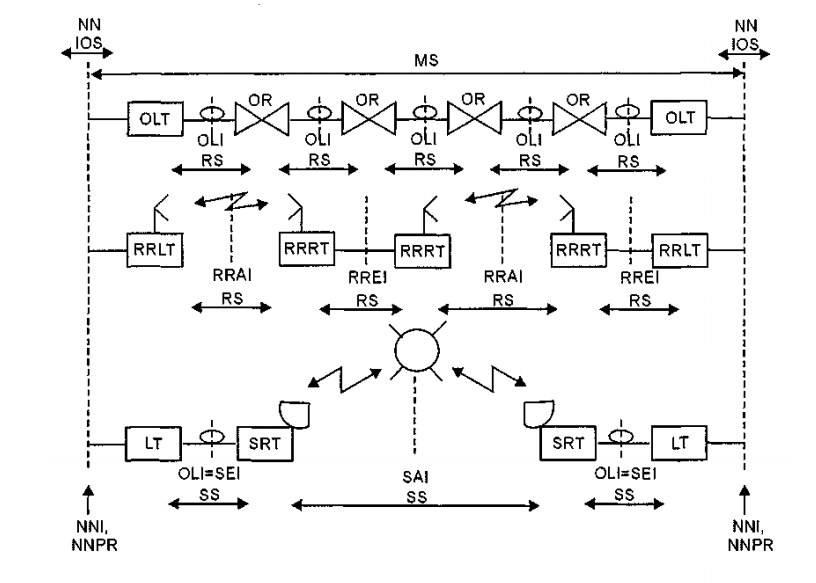 NN
IOS
NN
IOS
MS
OR OR OR OR
OLT OLT
OLI OLI OLI OLI OLI
RS RS RS RS RS
RRLT RRRT RRRT RRRT RRLT
RRAI RREI RRAI RREI
RS RS RS RS
LT SRT SRT LT
OLI=SEI SAI OLI=SEI
SS SS SS
NNI,
NNPR
NNI,
NNPR